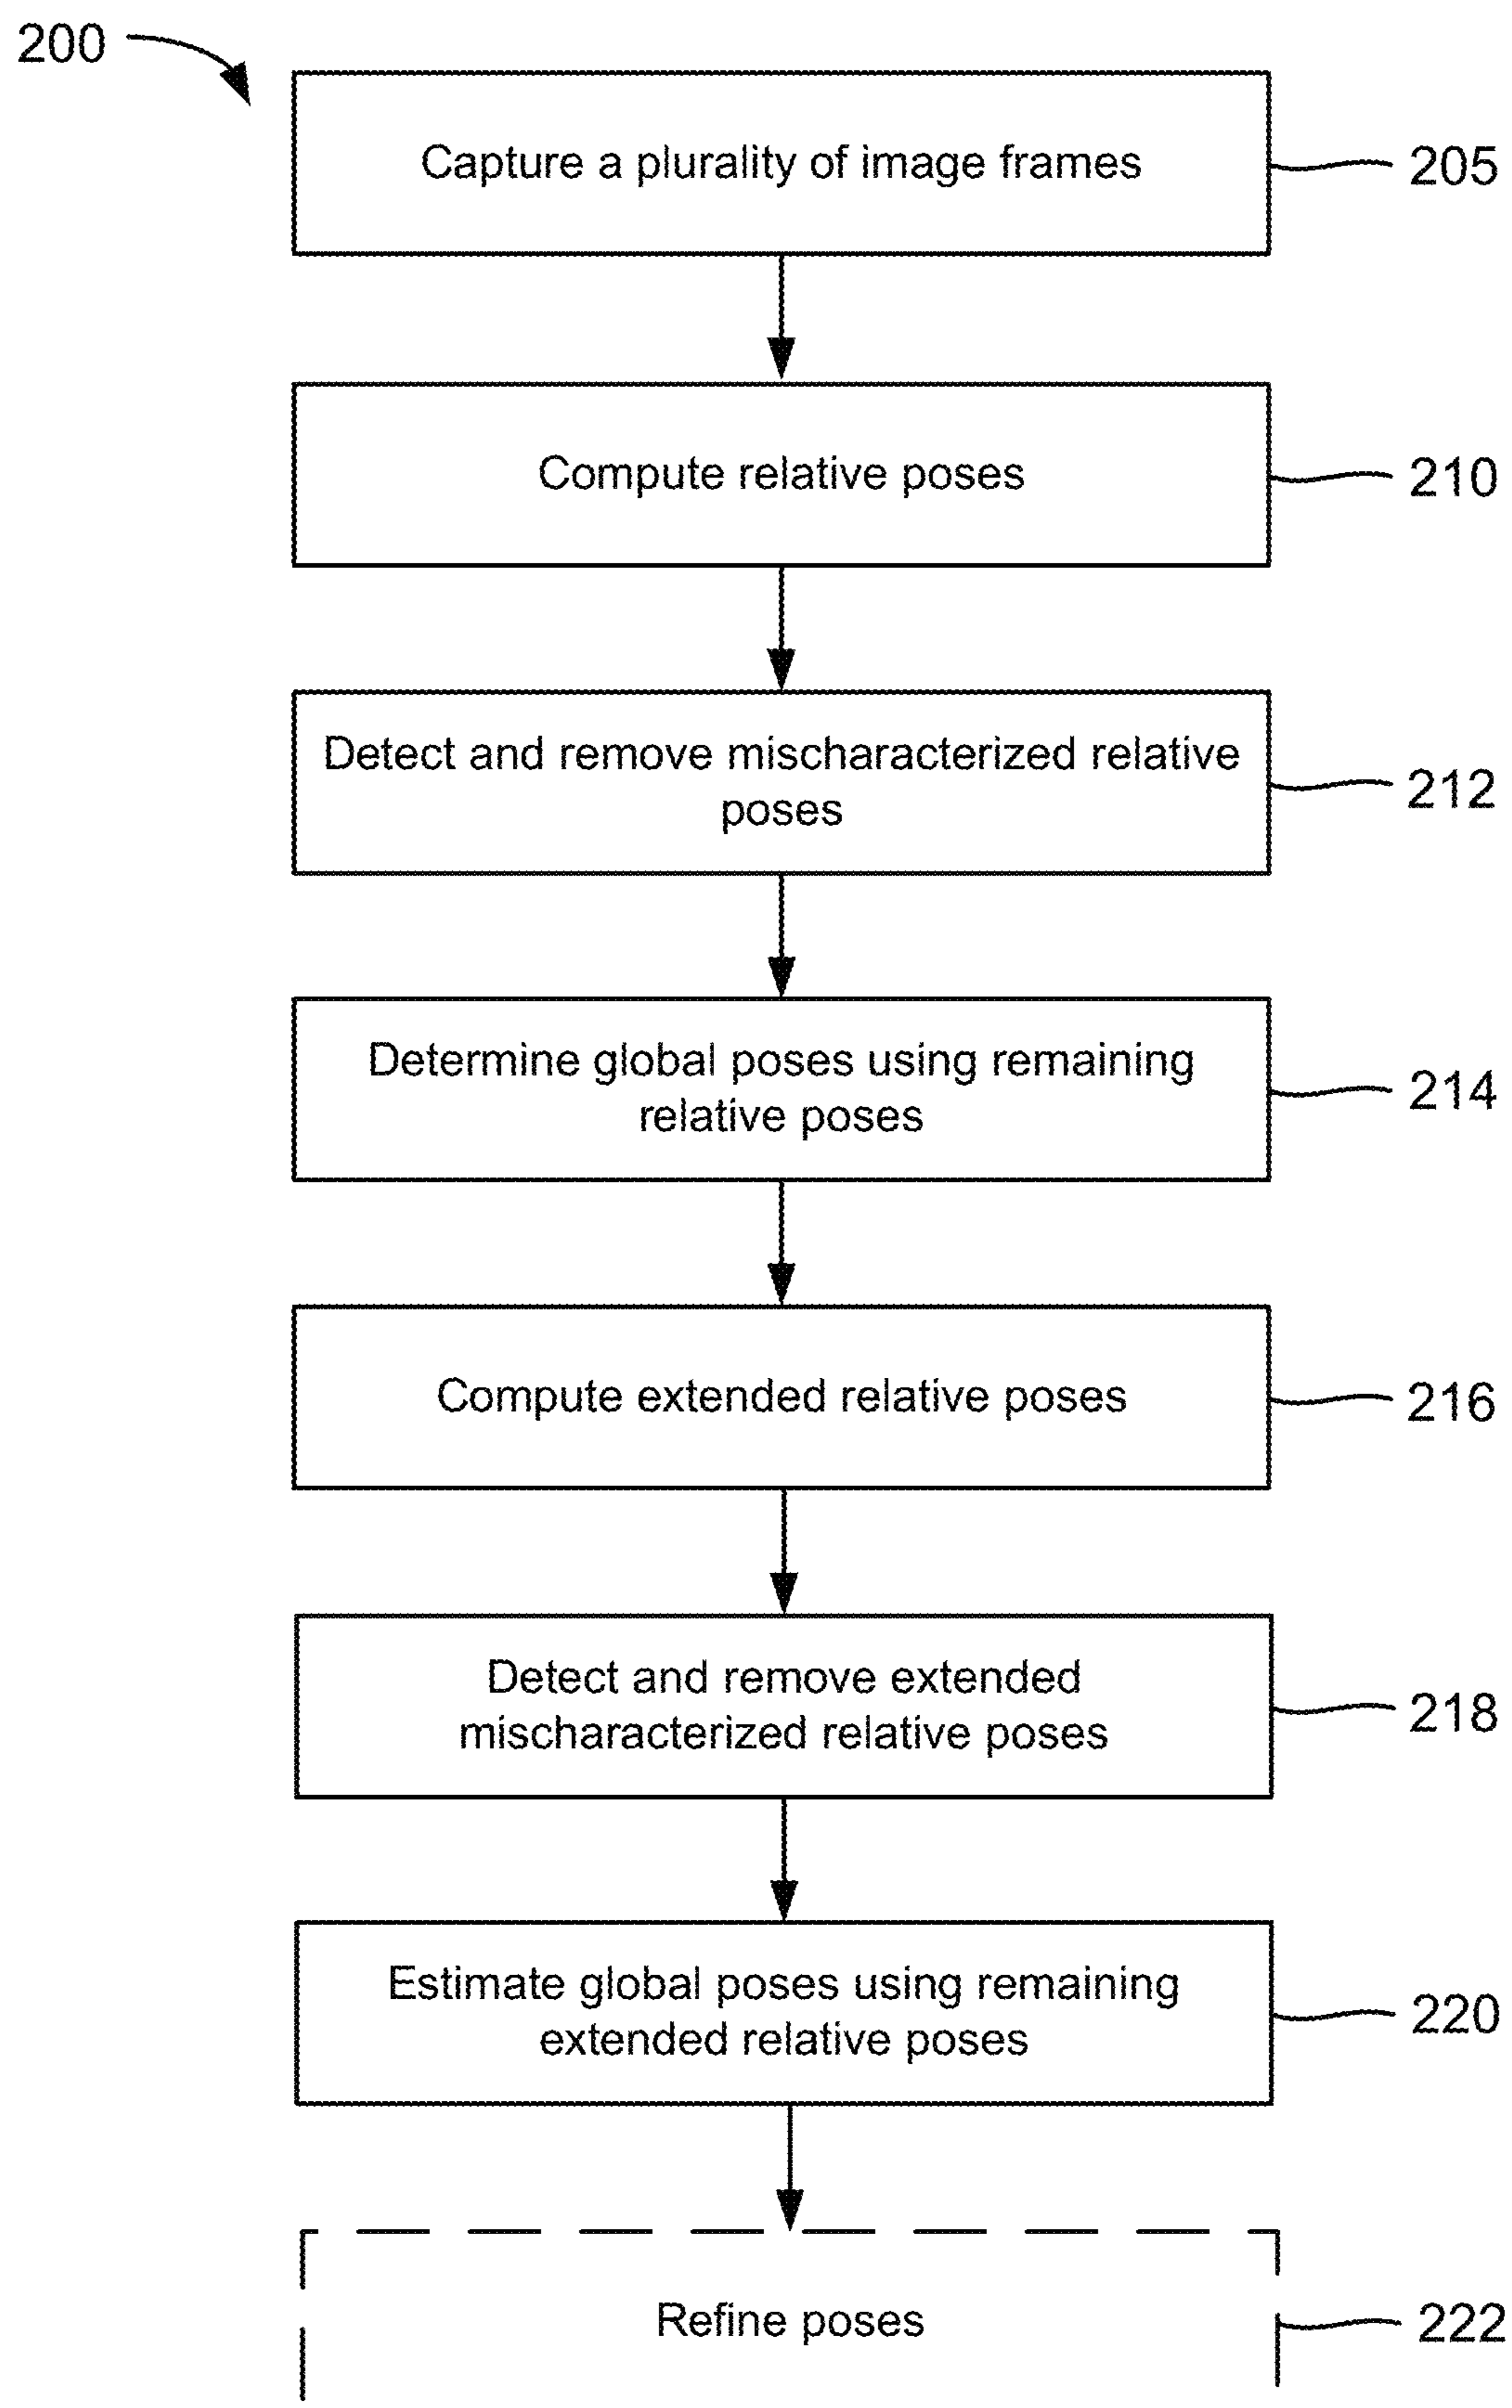 200
Capture a plurality of image frames
205
Compute relative poses
210
Detect and remove mischaracterized relative
poses
212
Determine global poses using remaining
relative poses
214
Compute extended relative poses
216
Detect and remove extended
mischaracterized relative poses
218
Estimate global poses using remaining
extended relative poses
220
Refine poses
222